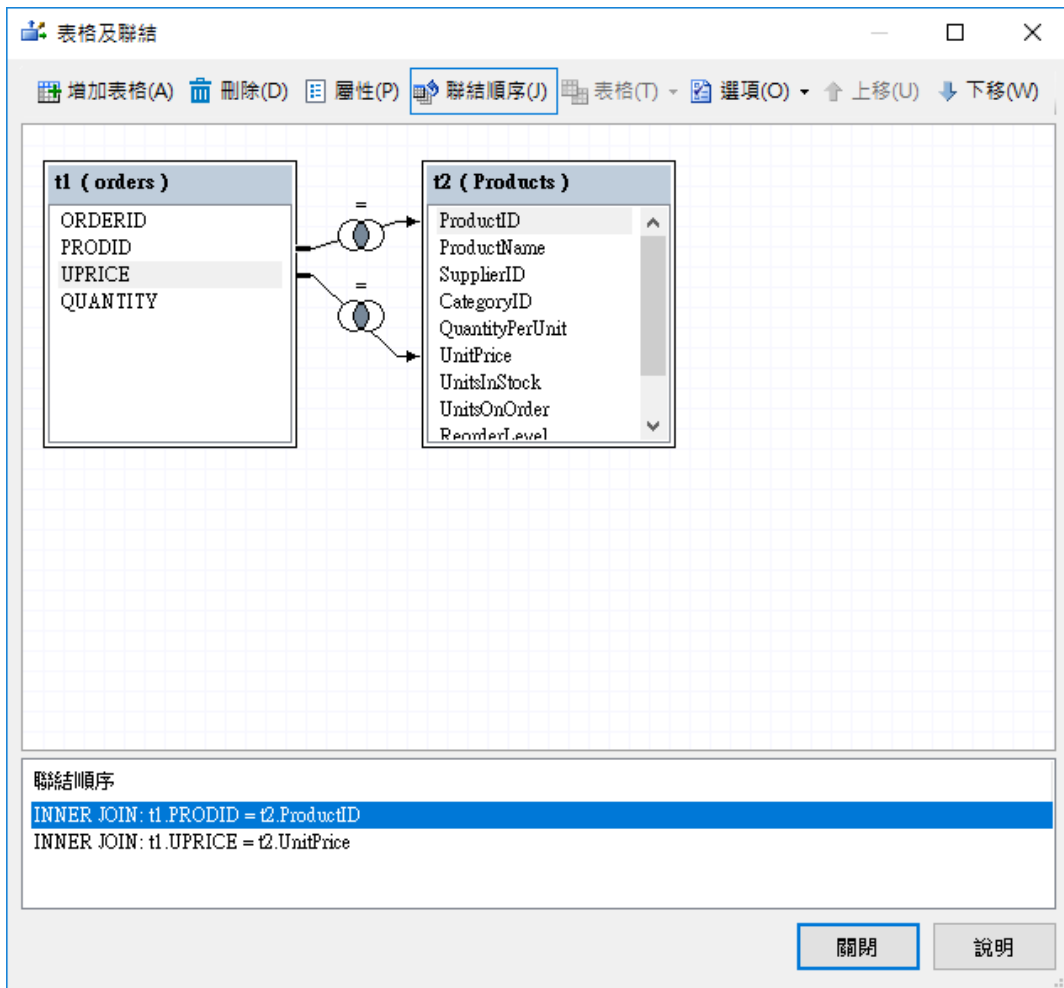 表格及聯結
增加表格(A) 刪除(D) 屬性(P) 聯結順序(J) 表格(T) 選項(O) 上移(U) 下移(W)
t1 ( orders )
ORDERID
PRODID
UPRICE
QUANTITY
=
=
t2 ( Products )
ProductID
ProductName
SupplierID
CategoryID
QuantityPerUnit
UnitPrice
UnitsInStock
UnitsOnOrder
ReorderLevel
聯結順序
INNER JOIN: t1.PRODID = t2.ProductID
INNER JOIN: t1.UPRICE = t2.UnitPrice
關閉 說明